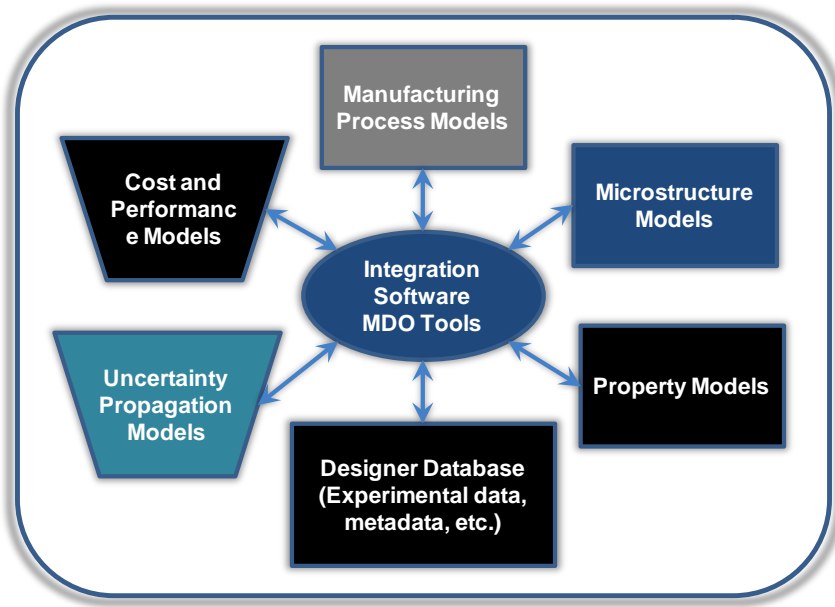 Manufacturing
Process Models
Cost and
Performanc
e Models
Microstructure
Models
Integration
Software
MDO Tools
Uncertainty
Propagation
Models
Property Models
Designer Database
(Experimental data,
metadata, etc.)